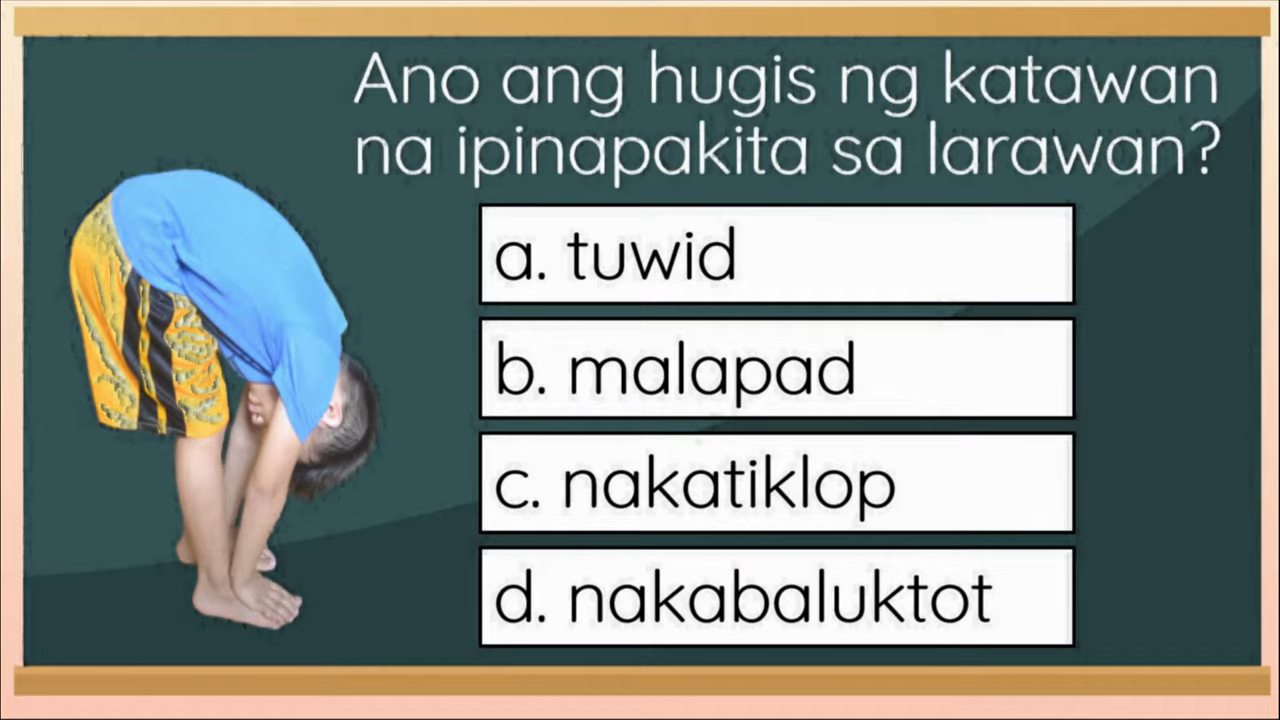 Ano ang hugis ng katawan
na ipinapakita sa larawan?
a. tuwid
b. malapad
c. nakatiklop
d. nakabaluktot